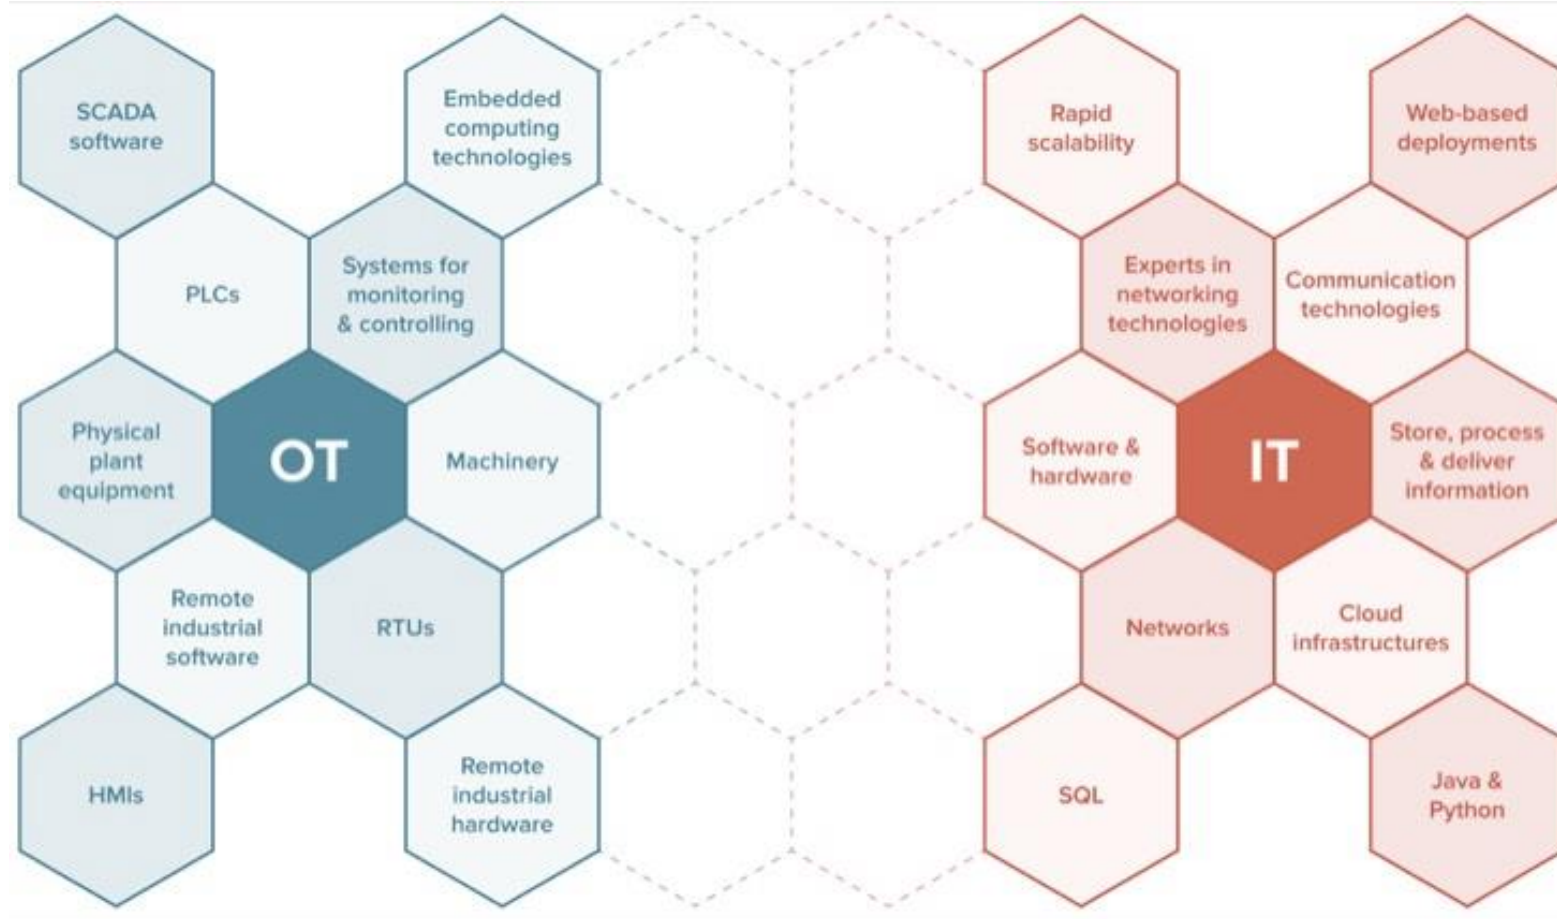 SCADA
software
Embedded
computing
technologies
PLCs
Systems for
monitoring
& controlling
Physical
plant
equipment
OT
Machinery
Remote
industrial
software
RTUs
HMIs
Remote
industrial
hardware
Rapid
scalability
Web-based
deployments
Experts in
networking
technologies
Communication
technologies
Software &
hardware
IT
Store, process
& deliver
information
Networks
Cloud
infrastructures
SQL
Java &
Python